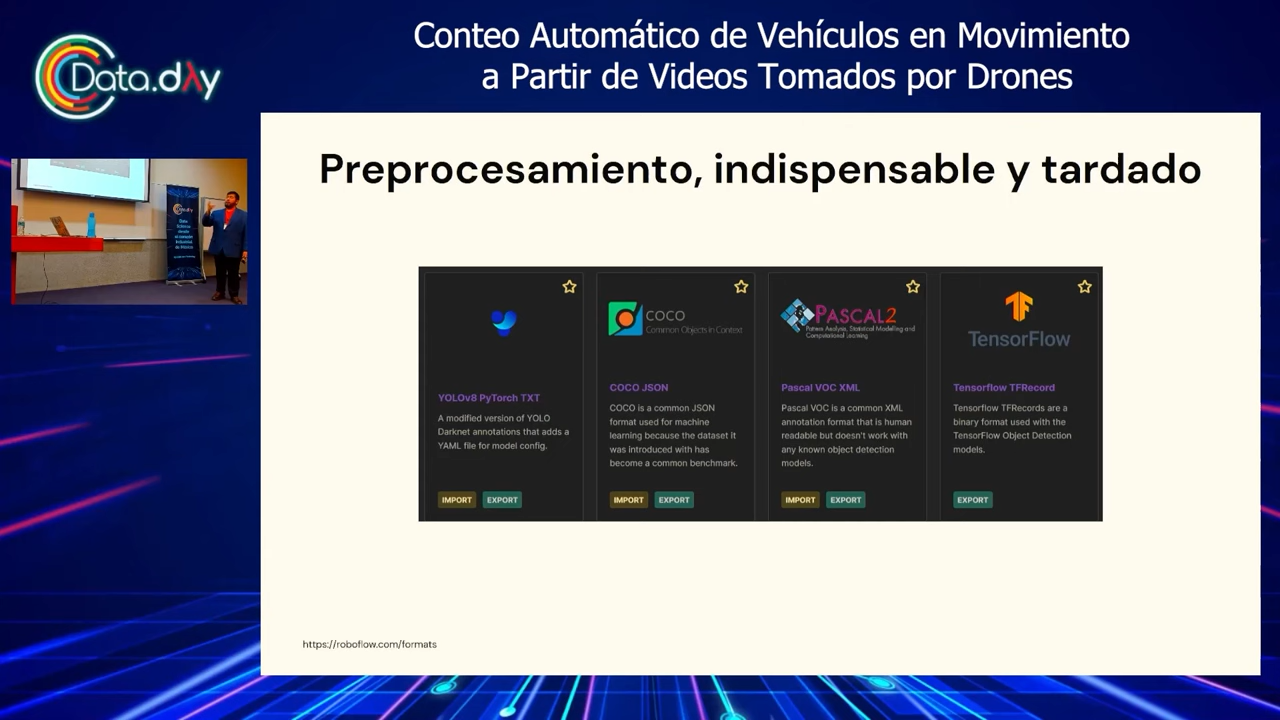 Conteo Automático de Vehículos en Movimiento
a Partir de Videos Tomados por Drones
Data.dAy
Preprocesamiento, indispensable y tardado
YOLOv8 PyTorch TXT
A modified version of YOLO
Darknet annotations that adds a
YAML file for model config.
IMPORT EXPORT
COCO
Common Objects in Context
COCO JSON
COCO is a common JSON
format used for machine
learning because the dataset it
was introduced with has
become a common benchmark.
IMPORT EXPORT
PASCAL2
Pattern Analysis, Statistical Modelling and
Computational Learning
Pascal VOC XML
Pascal VOC is a common XML
annotation format that is human
readable but doesn't work with
any known object detection
models.
IMPORT EXPORT
TensorFlow
Tensorflow TFRecord
Tensorflow TFRecords are a
binary format used with the
TensorFlow Object Detection
models.
EXPORT
https://roboflow.com/formats